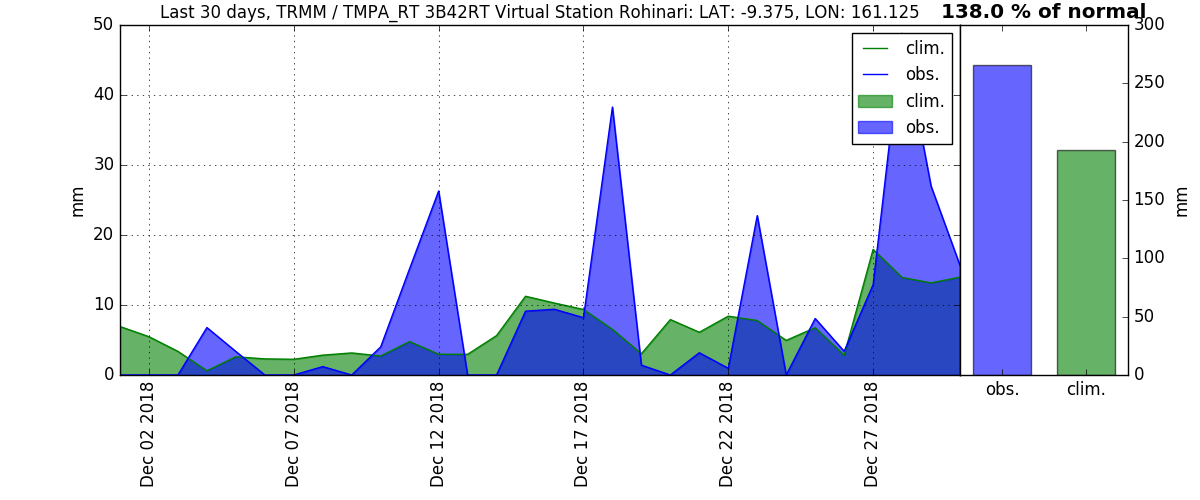 Last 30 days, TRMM / TMPA_RT 3B42RT Virtual Station Rohinari: LAT: -9.375, LON: 161.125
138.0 % of normal
50
40
30
20
10
0
mm
clim.
obs.
clim.
obs.
300
250
200
150
100
50
0
mm
Dec 02 2018
Dec 07 2018
Dec 12 2018
Dec 17 2018
Dec 22 2018
Dec 27 2018
obs.
clim.